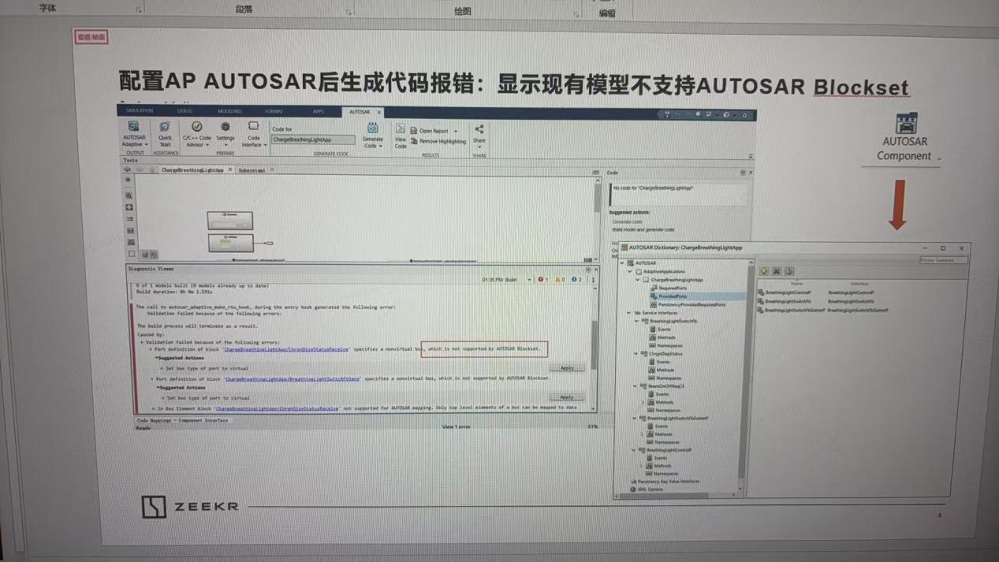 字体
段落
绘图
编辑
配置AP AUTOSAR后生成代码报错：显示现有模型不支持AUTOSAR Blockset
SIMULATION DEBUG MODELING FORMAT APPS AUTOSAR
AUTOSAR Adaptive
Quick Start
C/C++ Code Advisor
Settings
Code Interface
Code for
ChargeBreathingLightApp
Generate Code
View Code
Open Report
Remove Highlighting
Share
OUTPUT ASSISTANCE PREPARE GENERATE CODE RESULTS SHARE
Tools
ChargeBreathingLightApp
Code
No code for "ChargeBreathingLightApp".
Suggested actions:
Generate code
Build model and generate code
AUTOSAR
Component ..
Diagnostic Viewer
01:35 PM Build 1 0 2
0 of 1 models built (0 models already up to date)
Build duration: 0h 0m 1.591s
The call to autosar_adaptive_make_rtw_hook, during the entry hook generated the following error:
Validation failed because of the following errors:
The build process will terminate as a result.
Caused by:
Validation failed because of the following errors:
Port definition of block 'ChargeBreathingLightApp/ChrgnDispStatusReceive' specifies a nonvirtual bus, which is not supported by AUTOSAR Blockset.
Suggested Actions
Set bus type of port to virtual
Apply
Port definition of block 'ChargeBreathingLightApp/BreathingLightSwitchFbSend' specifies a nonvirtual bus, which is not supported by AUTOSAR Blockset.
Suggested Actions
Set bus type of port to virtual
Apply
In Bus Element block 'ChargeBreathingLightApp/ChrgnDispStatusReceive' not supported for AUTOSAR mapping. Only top level elements of a bus can be mapped to data
Code Mappings - Component Interface
Ready
View 1 error
51%
AUTOSAR Dictionary: ChargeBreathingLightApp
Filter Contents
AUTOSAR
AdaptiveApplications
ChargeBreathingLightApp
RequiredPorts
ProvidedPorts
PersistencyProvidedRequiredPorts
Service Interfaces
BreathingLightSwitchFb
Events
Methods
Namespaces
ChrgnDispStatus
Events
Methods
Namespaces
Events
Methods
Namespaces
BreathingLightSwitchFbGetterIF
Events
Methods
Namespaces
BreathingLightControlIF
Events
Methods
Namespaces
Persistency Key Value Interfaces
XML Options
Name Interface
BreathingLightControlP BreathingLightControlP
BreathingLightSwitchFb BreathingLightSwitchFb
BreathingLightSwitchFbGetterIF BreathingLightSwitchFbGetterIF
ZEEKR
5